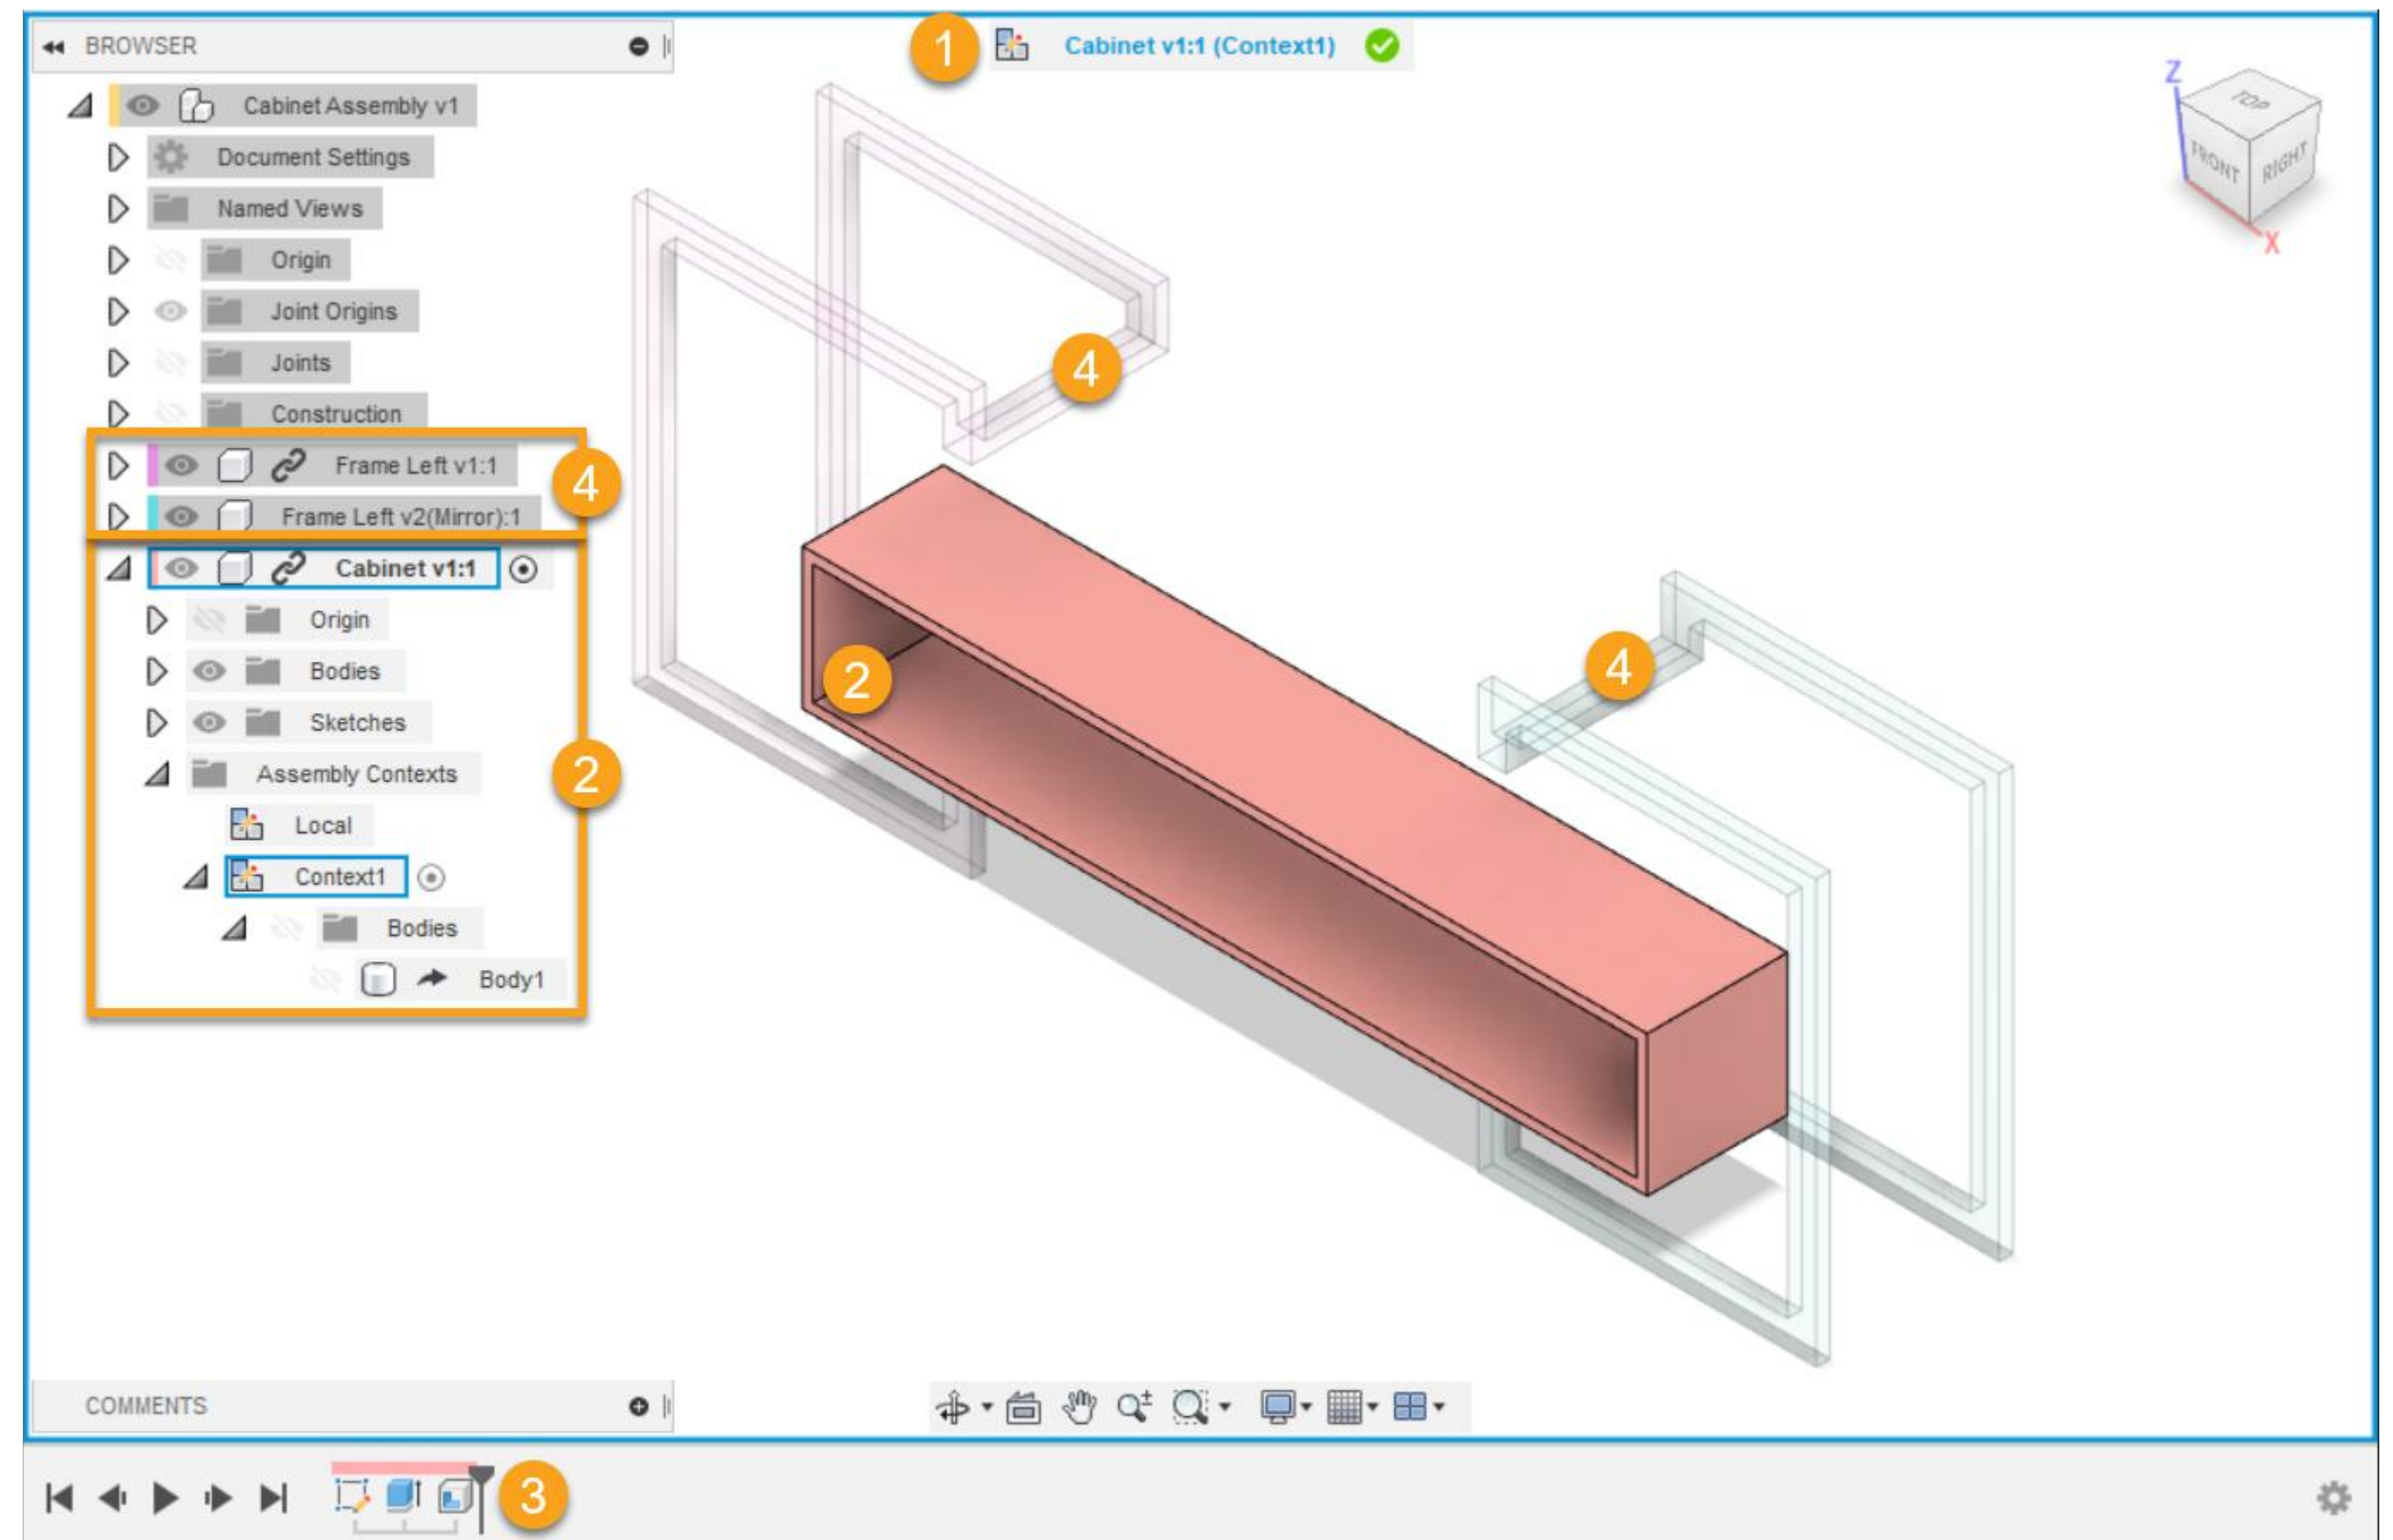 BROWSER
1 Cabinet v1:1 (Context1)
Cabinet Assembly v1
Document Settings
Named Views
Origin
Joint Origins
Joints
Construction
Frame Left v1:1
4
Frame Left v2(Mirror):1
Cabinet v1:1
Origin
Bodies
Sketches
Assembly Contexts
2
Local
Context1
Bodies
Body1
4
2
4
Z
TOP
FRONT
RIGHT
X
COMMENTS
3